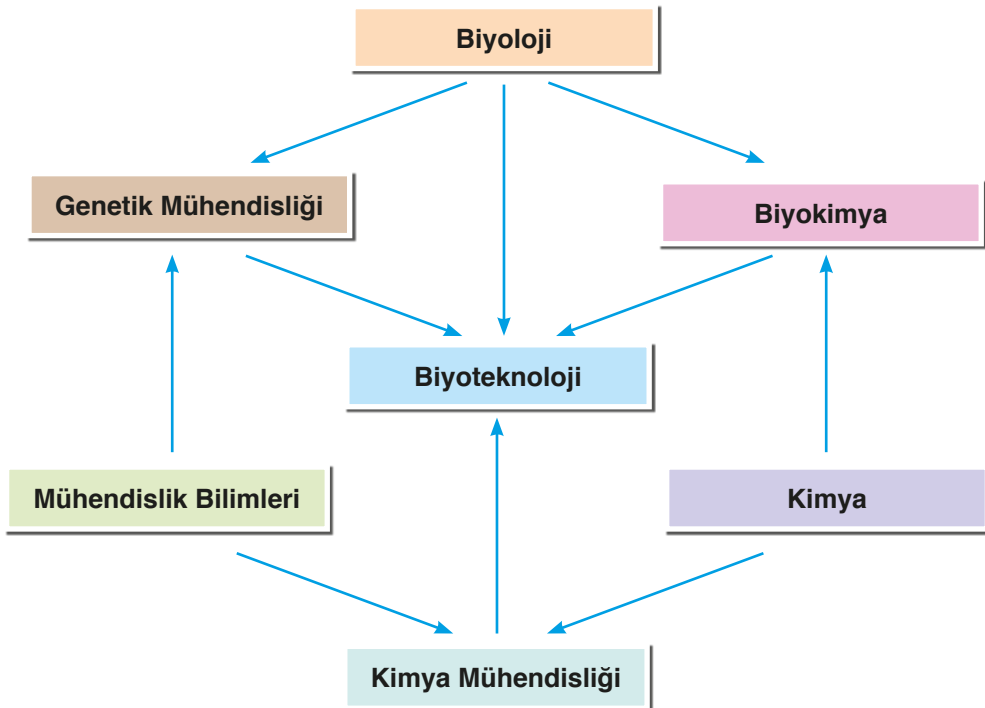 Biyoloji
Genetik Mühendisliği
Biyokimya
Biyoteknoloji
Mühendislik Bilimleri
Kimya
Kimya Mühendisliği